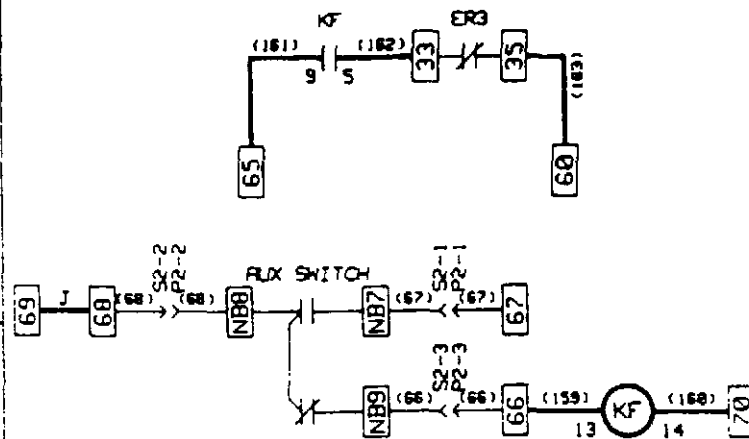 KF ER3
(161) (162) 33 35
9 5
(163)
65 60
S2-2
P2-2
S2-1
P2-1
AUX SWITCH
69 J 68 (68) (68) NB8 NB7 (67) (67) 67
S2-3
P2-3
NB9 (66) (66) 66 (159) KF (160) 70
13 14